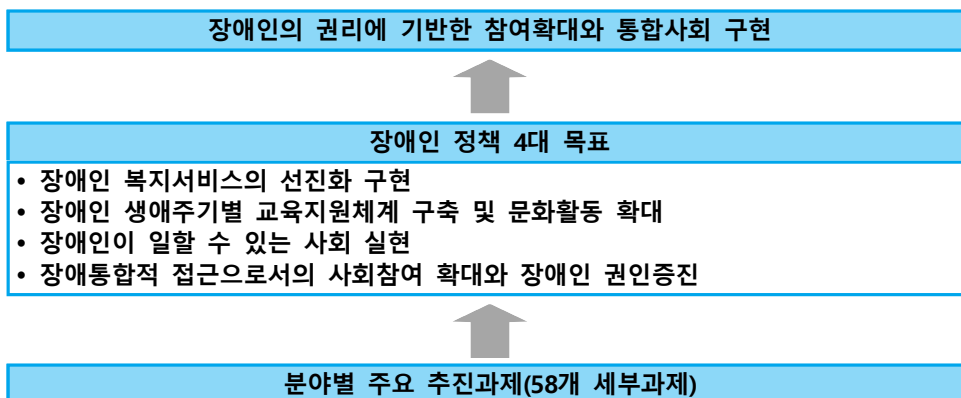 장애인의 권리에 기반한 참여확대와 통합사회 구현
장애인 정책 4대 목표
• 장애인 복지서비스의 선진화 구현
• 장애인 생애주기별 교육지원체계 구축 및 문화활동 확대
• 장애인이 일할 수 있는 사회 실현
• 장애통합적 접근으로서의 사회참여 확대와 장애인 권인증진
분야별 주요 추진과제(58개 세부과제)